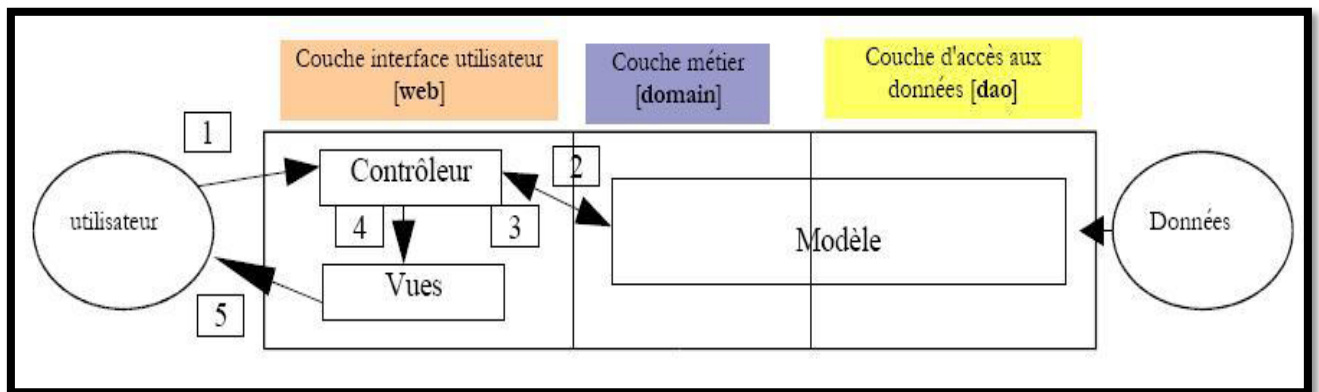 Couche interface utilisateur
[web]
Couche métier
[domain]
Couche d'accès aux
données [dao]
1
Contrôleur
2
utilisateur
4
3
Modèle
Données
Vues
5